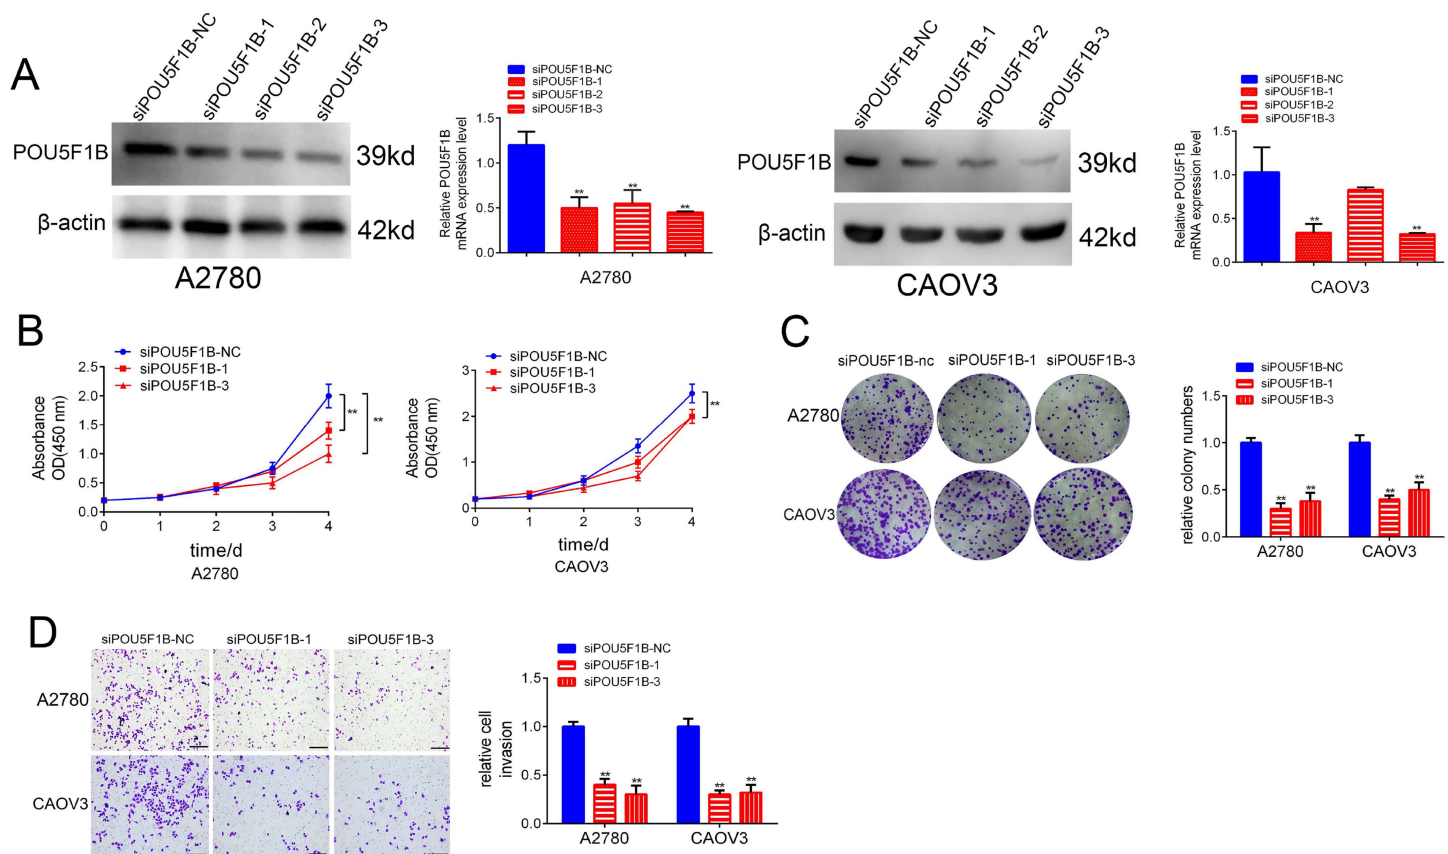 A
siPOU5F1B-NC
siPOU5F1B-1
siPOU5F1B-2
siPOU5F1B-3
POU5F1B
39kd
β-actin
42kd
A2780
siPOU5F1B-NC
siPOU5F1B-1
siPOU5F1B-2
siPOU5F1B-3
Relative POU5F1B
mRNA expression level
1.5
1.0
0.5
0.0
**
**
**
A2780
siPOU5F1B-NC
siPOU5F1B-1
siPOU5F1B-2
siPOU5F1B-3
POU5F1B
39kd
β-actin
42kd
CAOV3
siPOU5F1B-NC
siPOU5F1B-1
siPOU5F1B-2
siPOU5F1B-3
Relative POU5F1B
mRNA expression level
1.5
1.0
0.5
0.0
**
**
CAOV3
B
siPOU5F1B-NC
siPOU5F1B-1
siPOU5F1B-3
Absorbance
OD(450 nm)
2.5
2.0
1.5
1.0
0.5
0.0
**
**
0 1 2 3 4
time/d
A2780
siPOU5F1B-NC
siPOU5F1B-1
siPOU5F1B-3
Absorbance
OD(450 nm)
3
2
1
0
**
0 1 2 3 4
time/d
CAOV3
C
siPOU5F1B-nc siPOU5F1B-1 siPOU5F1B-3
A2780
CAOV3
siPOU5F1B-NC
siPOU5F1B-1
siPOU5F1B-3
relative colony numbers
1.5
1.0
0.5
0.0
** ** ** **
A2780 CAOV3
D
siPOU5F1B-NC siPOU5F1B-1 siPOU5F1B-3
A2780
CAOV3
siPOU5F1B-NC
siPOU5F1B-1
siPOU5F1B-3
relative cell
invasion
1.5
1.0
0.5
0.0
** ** ** **
A2780 CAOV3